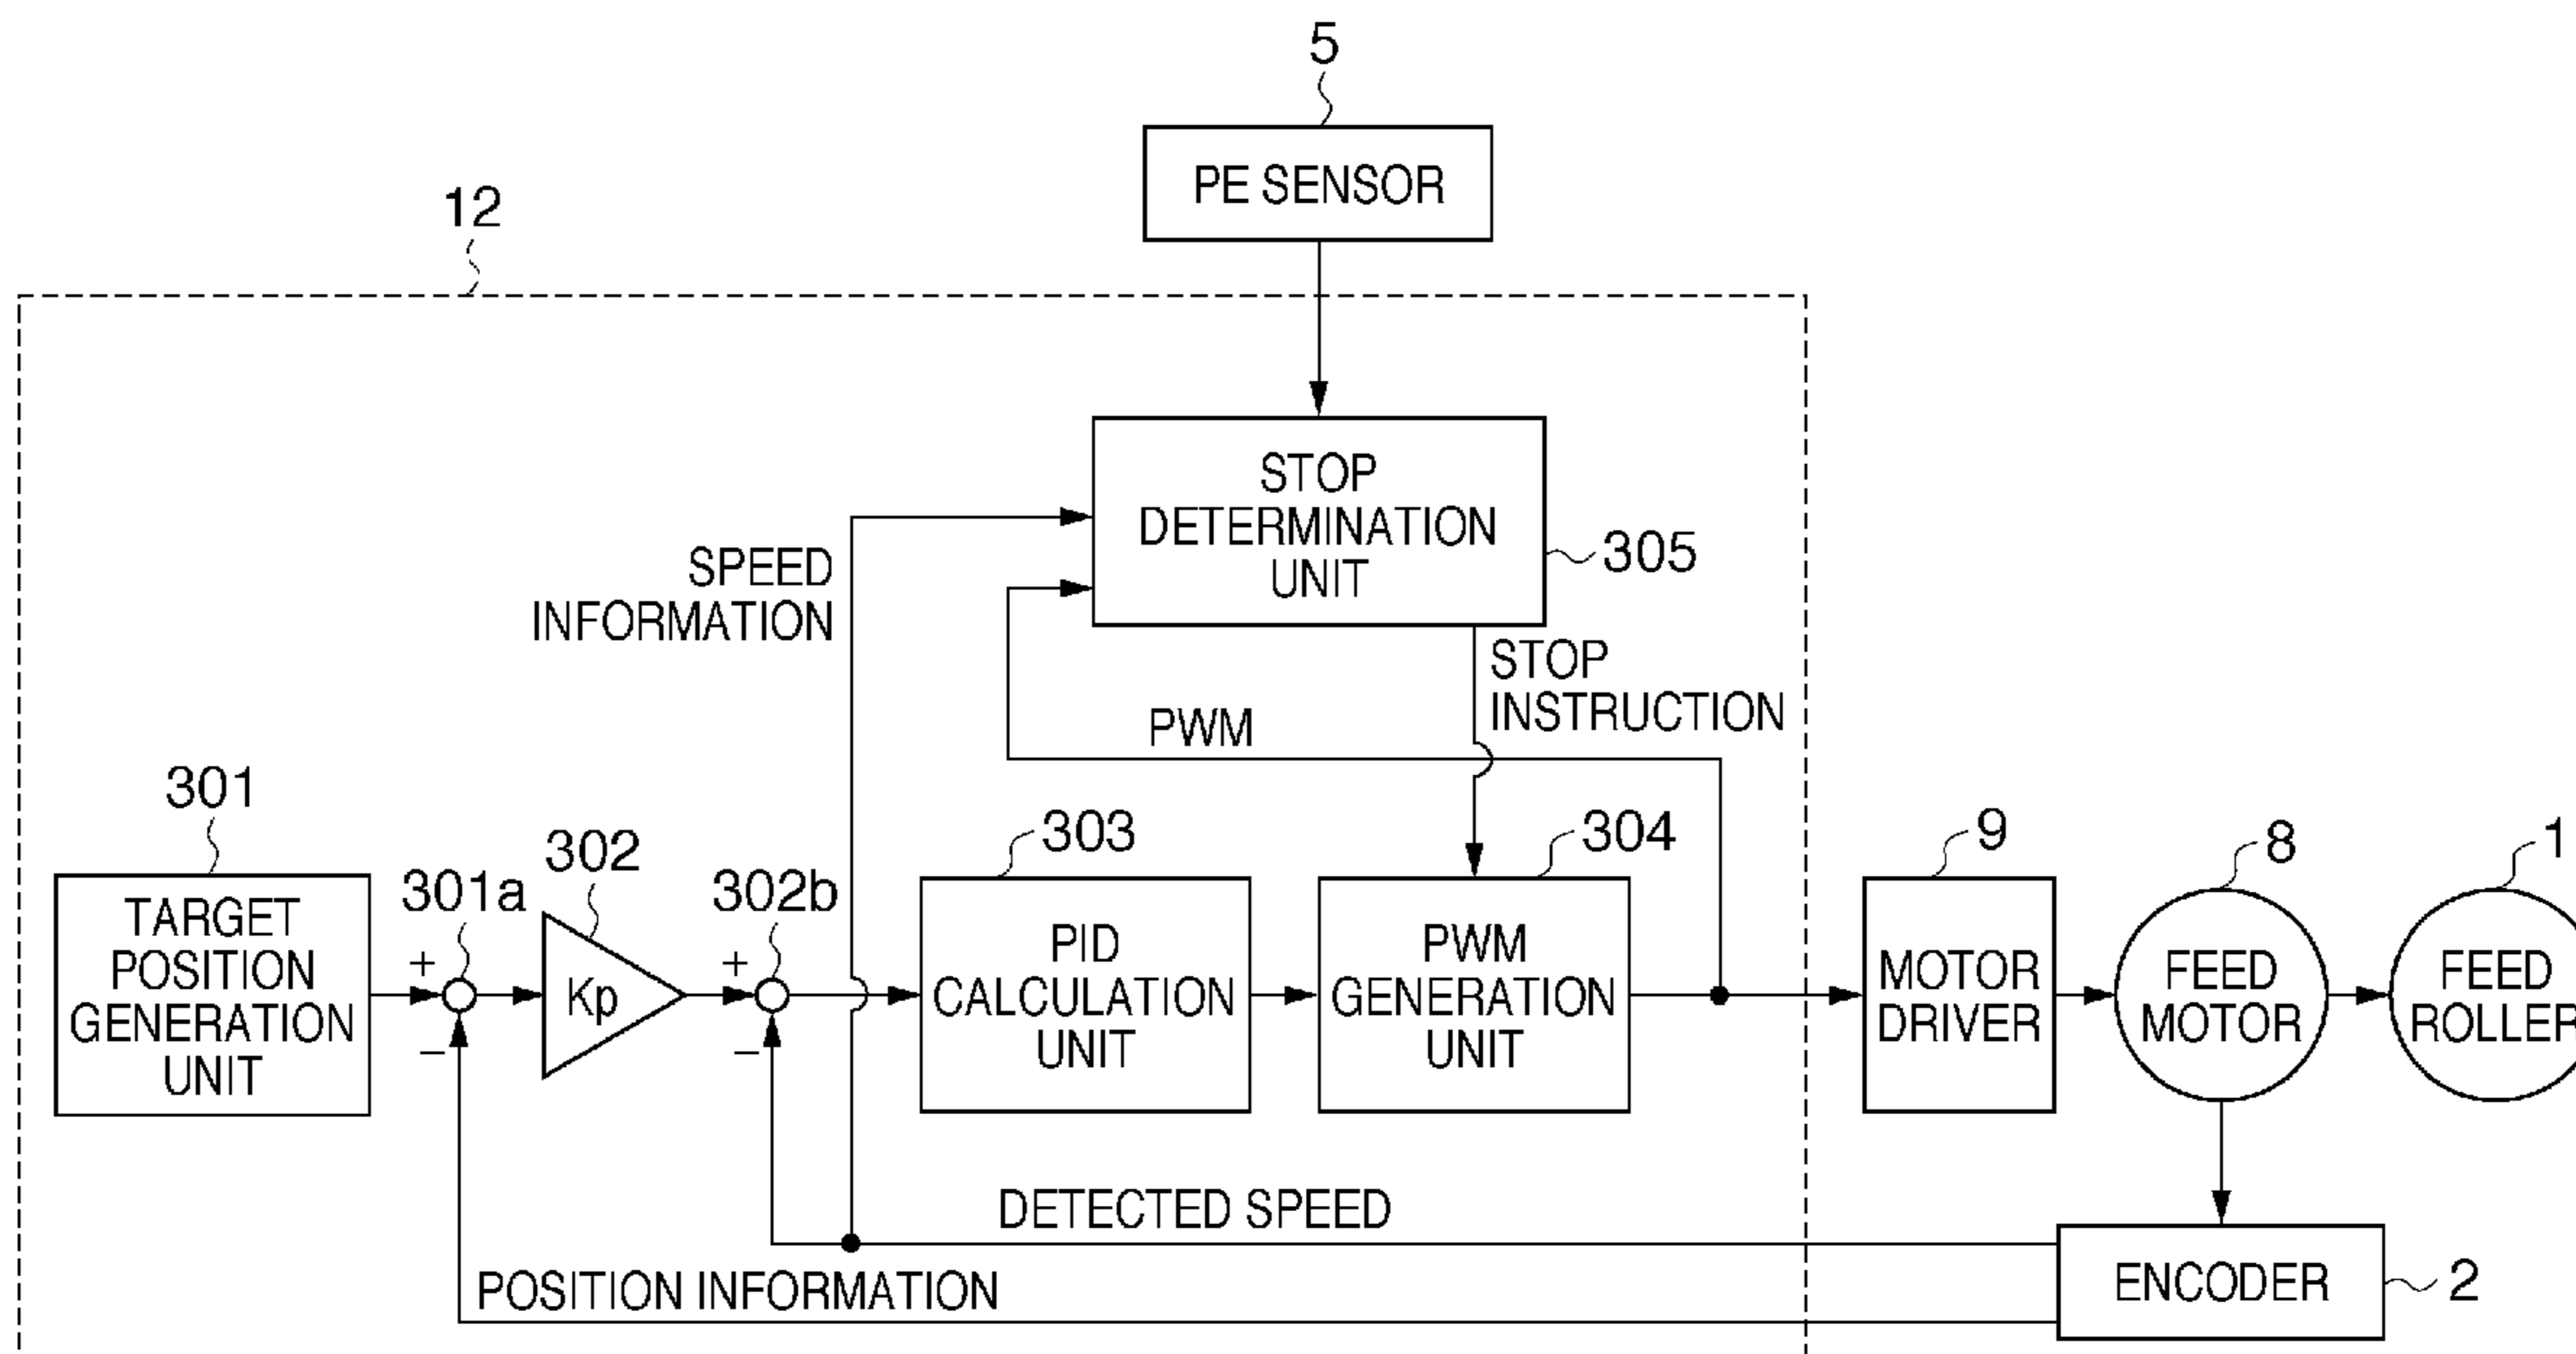 5
PE SENSOR
12
STOP
DETERMINATION
UNIT
305
SPEED
INFORMATION
STOP
INSTRUCTION
PWM
301
TARGET
POSITION
GENERATION
UNIT
301a
+
−
302
Kp
302b
+
−
303
PID
CALCULATION
UNIT
304
PWM
GENERATION
UNIT
9
MOTOR
DRIVER
8
FEED
MOTOR
1
FEED
ROLLER
DETECTED SPEED
POSITION INFORMATION
ENCODER
2